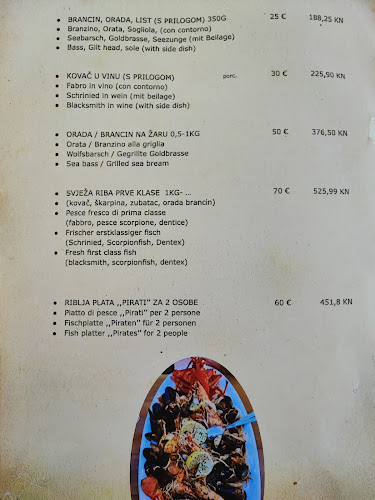 BRANCIN, ORADA, LIST (S PRILOGOM) 350G 25 € 188,25 KN
Branzino, Orata, Sogliola, (con contorno)
Seabarsch, Goldbrasse, Seezunge (mit Beilage)
Bass, Gilt head, sole (with side dish)
KOVAČ U VINU (S PRILOGOM) porc. 30 € 225,90 KN
Fabro in vino (con contorno)
Schrinied in wein (mit beilage)
Blacksmith in wine (with side dish)
ORADA / BRANCIN NA ŽARU 0,5-1KG 50 € 376,50 KN
Orata / Branzino alla griglia
Wolfsbarsch / Gegrillte Goldbrasse
Sea bass / Grilled sea bream
SVJEŽA RIBA PRVE KLASE 1KG- ... 70 € 525,99 KN
(kovač, škarpina, zubatac, orada brancin)
Pesce fresco di prima classe
(fabbro, pesce scorpione, dentice)
Frischer erstklassiger fisch
(Schrinied, Scorpionfish, Dentex)
Fresh first class fish
(blacksmith, scorpionfish, dentex)
RIBLJA PLATA ,,PIRATI'' ZA 2 OSOBE 60 € 451,8 KN
Piatto di pesce ,,Pirati'' per 2 persone
Fischplatte ,,Piraten'' für 2 personen
Fish platter ,,Pirates'' for 2 people